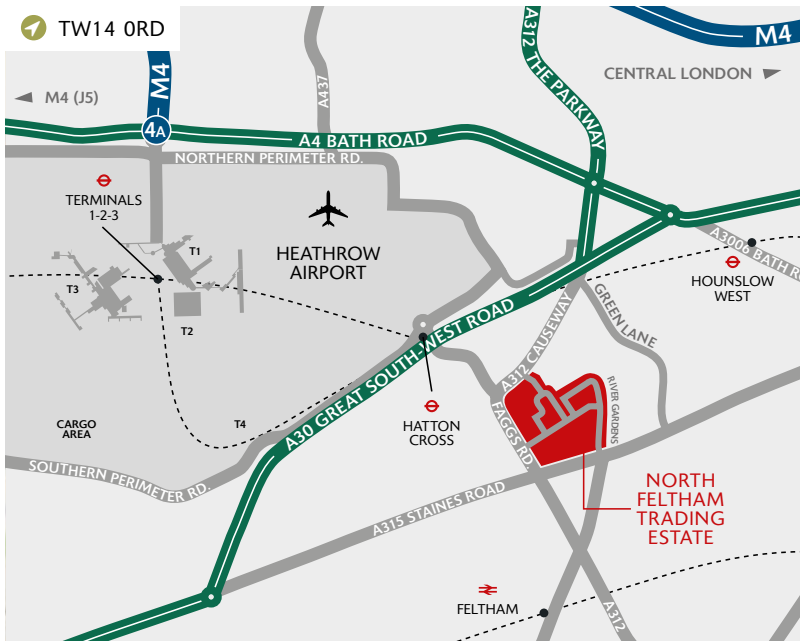 TW14 0RD
M4
M4
A312 THE PARKWAY
CENTRAL LONDON
M4 (J5)
A437
4A
A4 BATH ROAD
NORTHERN PERIMETER RD.
TERMINALS
1-2-3
T1
HEATHROW
AIRPORT
A3006 BATH R
T3
HOUNSLOW
WEST
T2
GREEN LANE
A30 GREAT SOUTH-WEST ROAD
A312 CAUSEWAY
RIVER GARDENS
FAGGS RD.
HATTON
CROSS
CARGO
AREA
T4
SOUTHERN PERIMETER RD.
A315 STAINES ROAD
NORTH
FELTHAM
TRADING
ESTATE
FELTHAM
A312